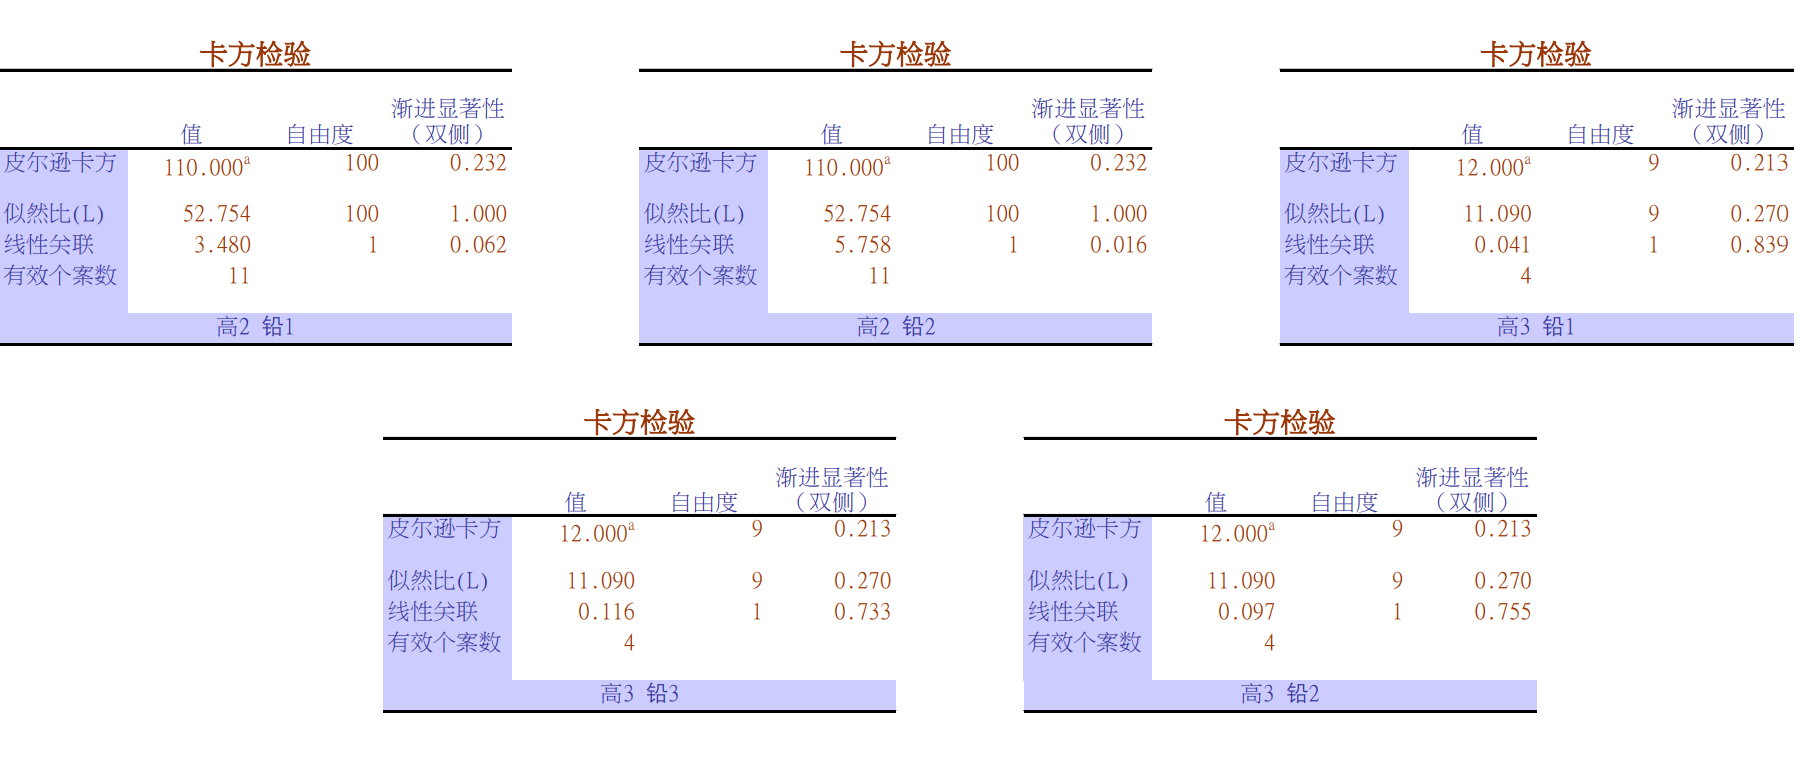 卡方检验
值 自由度 渐进显著性（双侧）
皮尔逊卡方 110.000a 100 0.232
似然比(L) 52.754 100 1.000
线性关联 3.480 1 0.062
有效个案数 11
高2 铅1
卡方检验
值 自由度 渐进显著性（双侧）
皮尔逊卡方 110.000a 100 0.232
似然比(L) 52.754 100 1.000
线性关联 5.758 1 0.016
有效个案数 11
高2 铅2
卡方检验
值 自由度 渐进显著性（双侧）
皮尔逊卡方 12.000a 9 0.213
似然比(L) 11.090 9 0.270
线性关联 0.041 1 0.839
有效个案数 4
高3 铅1
卡方检验
值 自由度 渐进显著性（双侧）
皮尔逊卡方 12.000a 9 0.213
似然比(L) 11.090 9 0.270
线性关联 0.116 1 0.733
有效个案数 4
高3 铅3
卡方检验
值 自由度 渐进显著性（双侧）
皮尔逊卡方 12.000a 9 0.213
似然比(L) 11.090 9 0.270
线性关联 0.097 1 0.755
有效个案数 4
高3 铅2